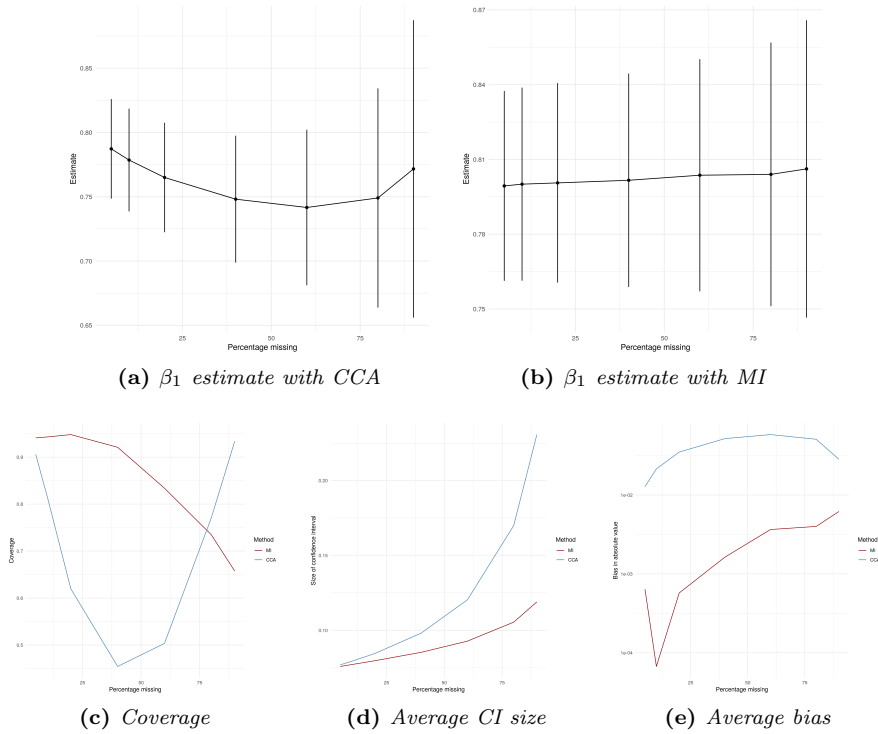 0.85
0.80
0.75
0.70
0.65
Estimate
25
50
75
Percentage missing
(a) β1 estimate with CCA
0.87
0.84
0.81
0.78
0.75
Estimate
25
50
75
Percentage missing
(b) β1 estimate with MI
0.9
0.8
0.7
0.6
0.5
Coverage
25
50
75
Percentage missing
Method
MI
CCA
(c) Coverage
0.20
0.15
0.10
Size of confidence interval
25
50
75
Percentage missing
Method
MI
CCA
(d) Average CI size
1e-02
1e-03
1e-04
Bias in absolute value
25
50
75
Percentage missing
Method
MI
CCA
(e) Average bias